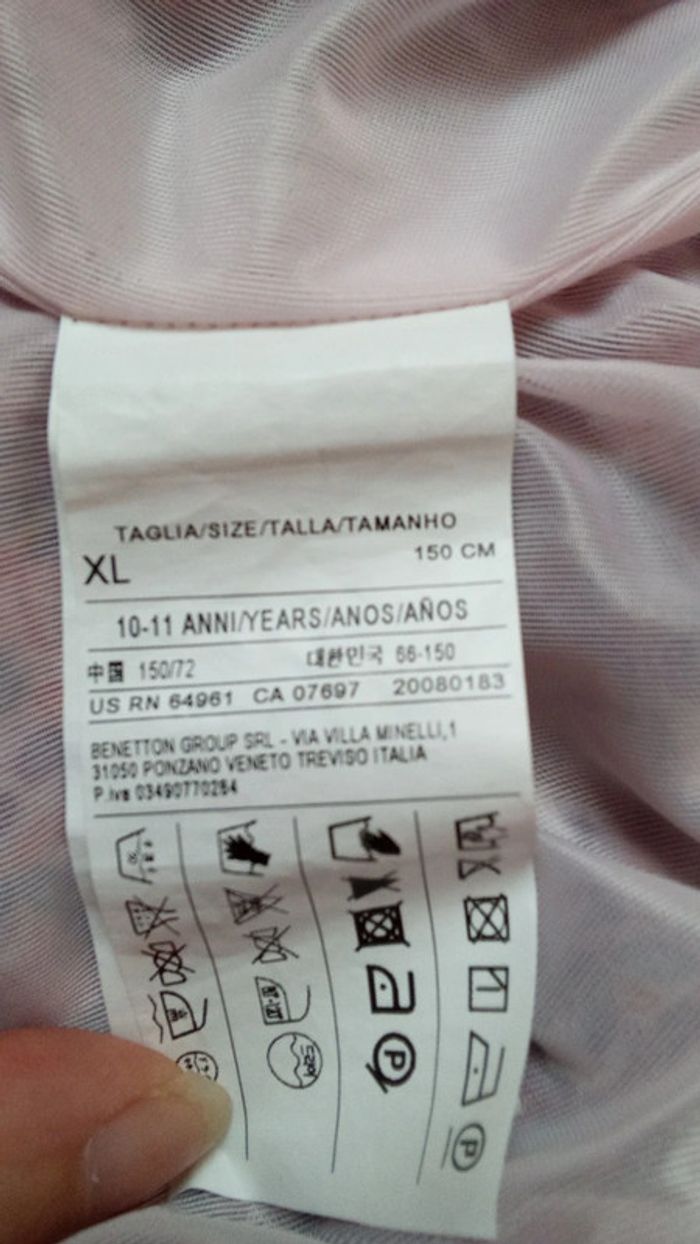 TAGLIA/SIZE/TALLA/TAMANHO
XL 150 CM
10-11 ANNI/YEARS/ANOS/AÑOS
中国 150/72 대한민국 66-150
US RN 64961 CA 07697 20080183
BENETTON GROUP SRL - VIA VILLA MINELLI,1
31050 PONZANO VENETO TREVISO ITALIA
P.Iva 03490770264
P
P